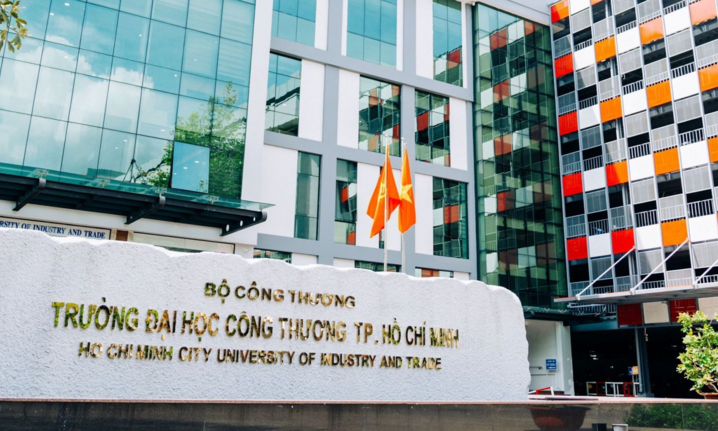 ERSITY OF INDUSTRY AND TRADE
BỘ CÔNG THƯƠNG
TRƯỜNG ĐẠI HỌC CÔNG THƯƠNG TP. HỒ CHÍ MINH
HO CHI MINH CITY UNIVERSITY OF INDUSTRY AND TRADE